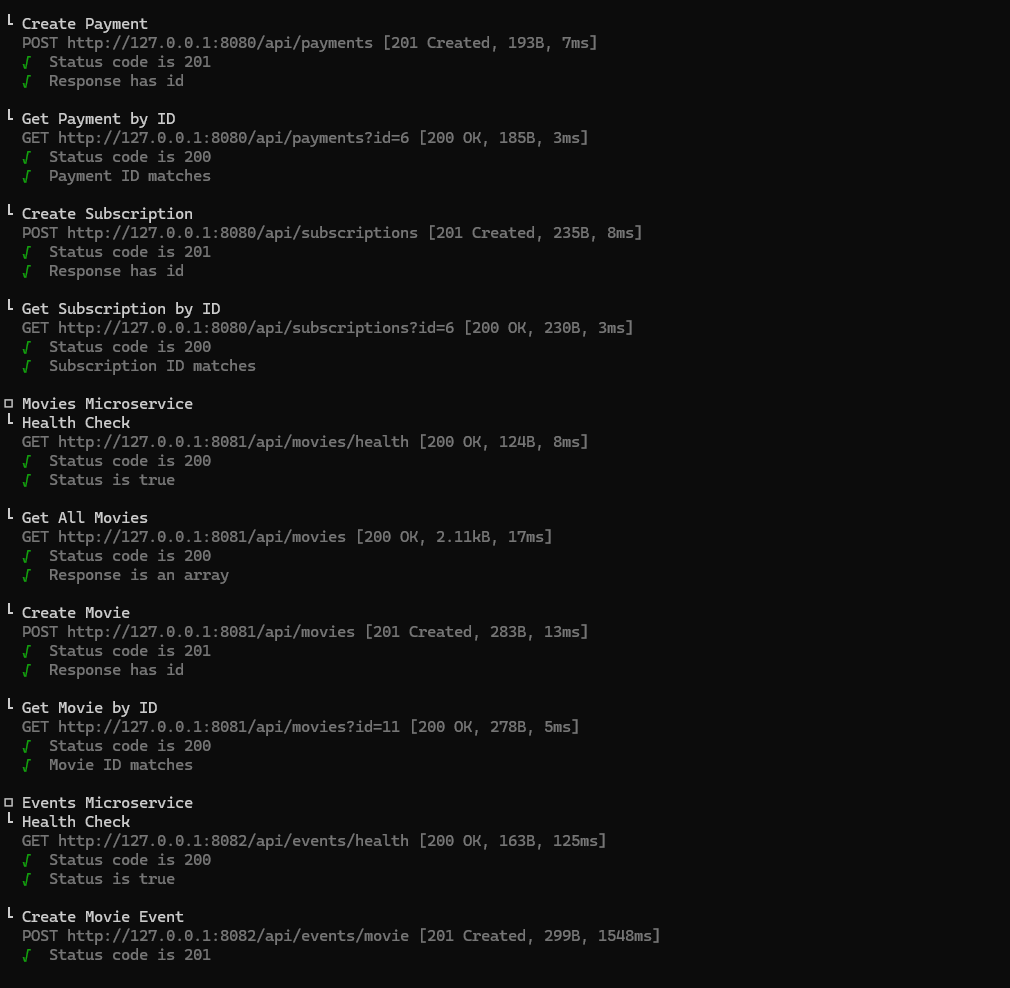 └ Create Payment
POST http://127.0.0.1:8080/api/payments [201 Created, 193B, 7ms]
√ Status code is 201
√ Response has id
└ Get Payment by ID
GET http://127.0.0.1:8080/api/payments?id=6 [200 OK, 185B, 3ms]
√ Status code is 200
√ Payment ID matches
└ Create Subscription
POST http://127.0.0.1:8080/api/subscriptions [201 Created, 235B, 8ms]
√ Status code is 201
√ Response has id
└ Get Subscription by ID
GET http://127.0.0.1:8080/api/subscriptions?id=6 [200 OK, 230B, 3ms]
√ Status code is 200
√ Subscription ID matches
□ Movies Microservice
└ Health Check
GET http://127.0.0.1:8081/api/movies/health [200 OK, 124B, 8ms]
√ Status code is 200
√ Status is true
└ Get All Movies
GET http://127.0.0.1:8081/api/movies [200 OK, 2.11kB, 17ms]
√ Status code is 200
√ Response is an array
└ Create Movie
POST http://127.0.0.1:8081/api/movies [201 Created, 283B, 13ms]
√ Status code is 201
√ Response has id
└ Get Movie by ID
GET http://127.0.0.1:8081/api/movies?id=11 [200 OK, 278B, 5ms]
√ Status code is 200
√ Movie ID matches
□ Events Microservice
└ Health Check
GET http://127.0.0.1:8082/api/events/health [200 OK, 163B, 125ms]
√ Status code is 200
√ Status is true
└ Create Movie Event
POST http://127.0.0.1:8082/api/events/movie [201 Created, 299B, 1548ms]
√ Status code is 201